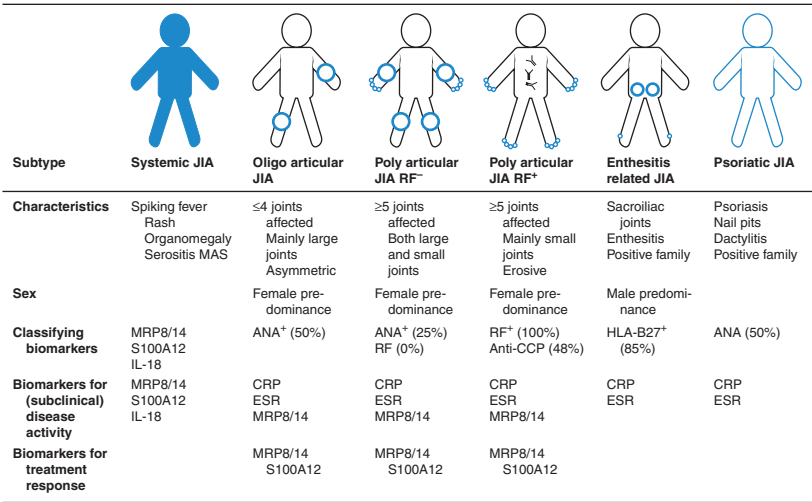 Subtype Systemic JIA Oligo articular Poly articular Poly articular Enthesitis Psoriatic JIA
JIA JIA RF⁻ JIA RF⁺ related JIA
Characteristics Spiking fever ≤4 joints ≥5 joints ≥5 joints Sacroiliac Psoriasis
Rash affected affected affected joints Nail pits
Organomegaly Mainly large Both large Mainly small Enthesitis Dactylitis
Serositis MAS joints and small joints Positive family Positive family
Asymmetric joints Erosive
Sex Female pre- Female pre- Female pre- Male predomi-
dominance dominance dominance nance
Classifying MRP8/14 ANA⁺ (50%) ANA⁺ (25%) RF⁺ (100%) HLA-B27⁺ ANA (50%)
biomarkers S100A12 RF (0%) Anti-CCP (48%) (85%)
IL-18
Biomarkers for MRP8/14 CRP CRP CRP CRP CRP
(subclinical) S100A12 ESR ESR ESR ESR ESR
disease IL-18 MRP8/14 MRP8/14 MRP8/14
activity
Biomarkers for MRP8/14 MRP8/14 MRP8/14
treatment S100A12 S100A12 S100A12
response